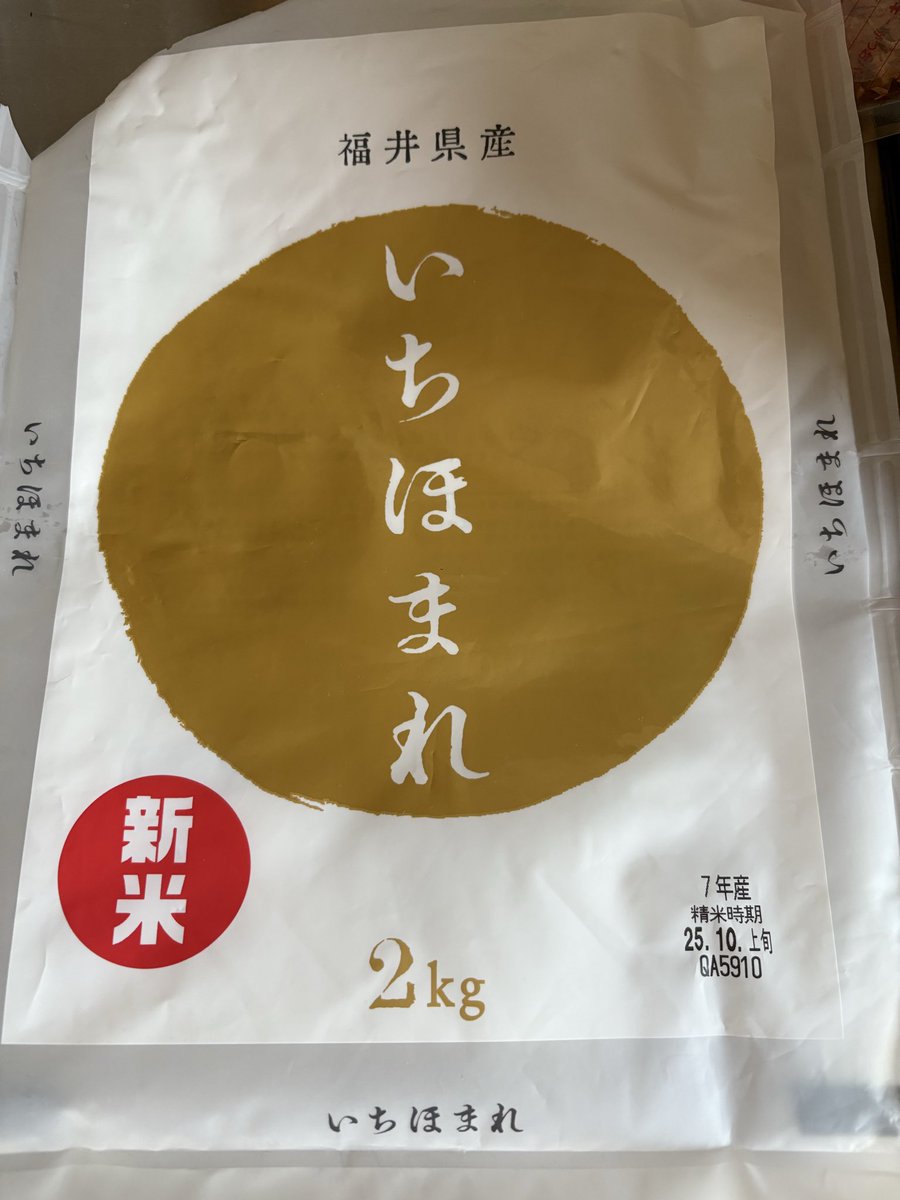 福井県産
いちほまれ
いちほまれ
いちほまれ
新米
2kg
7年産
精米時期
25.10.上旬
QA5910
いちほまれ